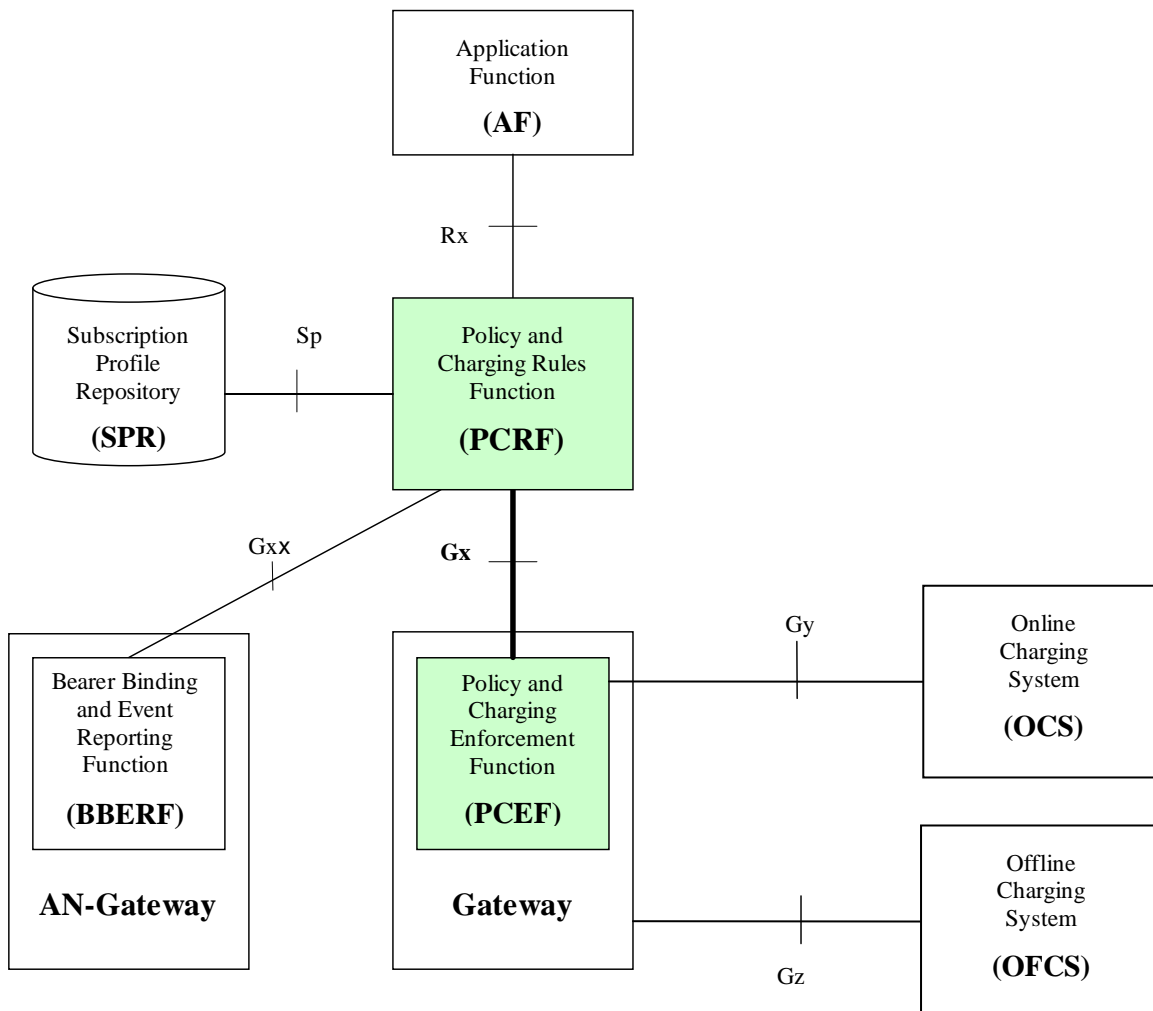 Application
Function
(AF)
Rx
Subscription
Profile
Repository
(SPR)
Sp
Policy and
Charging Rules
Function
(PCRF)
Gxx
Gx
Bearer Binding
and Event
Reporting
Function
(BBERF)
AN-Gateway
Policy and
Charging
Enforcement
Function
(PCEF)
Gateway
Gy
Online
Charging
System
(OCS)
Gz
Offline
Charging
System
(OFCS)